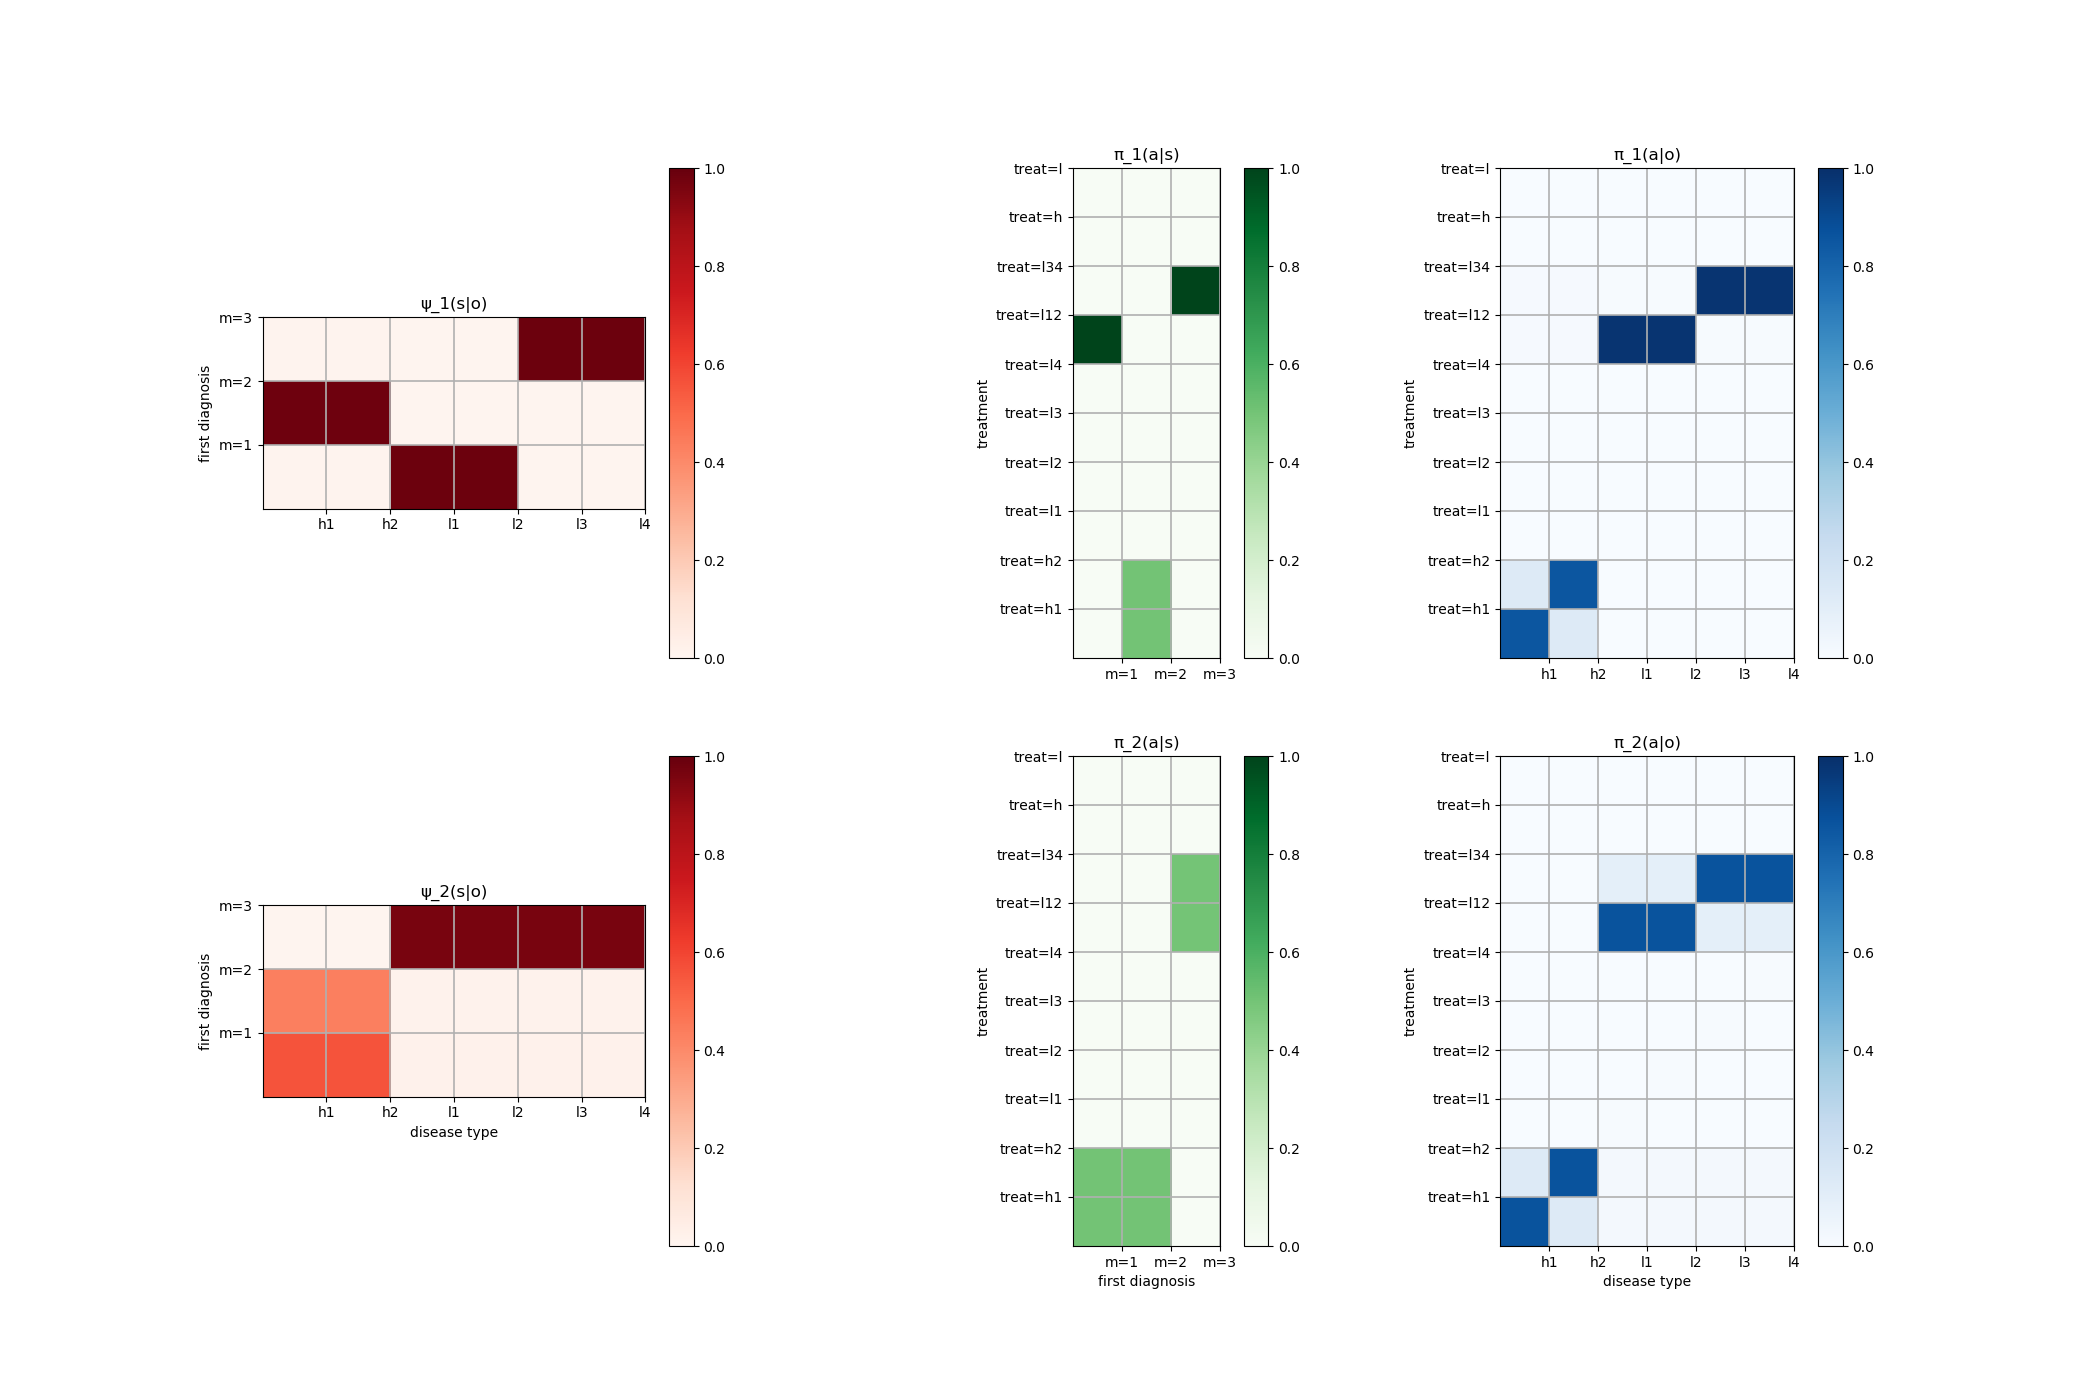 ψ_1(s|o)
m=3
m=2
m=1
first diagnosis
h1 h2 l1 l2 l3 l4
1.0
0.8
0.6
0.4
0.2
0.0
π_1(a|s)
treat=l
treat=h
treat=l34
treat=l12
treat=l4
treat=l3
treat=l2
treat=l1
treat=h2
treat=h1
treatment
m=1 m=2 m=3
1.0
0.8
0.6
0.4
0.2
0.0
π_1(a|o)
treat=l
treat=h
treat=l34
treat=l12
treat=l4
treat=l3
treat=l2
treat=l1
treat=h2
treat=h1
treatment
h1 h2 l1 l2 l3 l4
1.0
0.8
0.6
0.4
0.2
0.0
ψ_2(s|o)
m=3
m=2
m=1
first diagnosis
h1 h2 l1 l2 l3 l4
disease type
1.0
0.8
0.6
0.4
0.2
0.0
π_2(a|s)
treat=l
treat=h
treat=l34
treat=l12
treat=l4
treat=l3
treat=l2
treat=l1
treat=h2
treat=h1
treatment
m=1 m=2 m=3
first diagnosis
1.0
0.8
0.6
0.4
0.2
0.0
π_2(a|o)
treat=l
treat=h
treat=l34
treat=l12
treat=l4
treat=l3
treat=l2
treat=l1
treat=h2
treat=h1
treatment
h1 h2 l1 l2 l3 l4
disease type
1.0
0.8
0.6
0.4
0.2
0.0